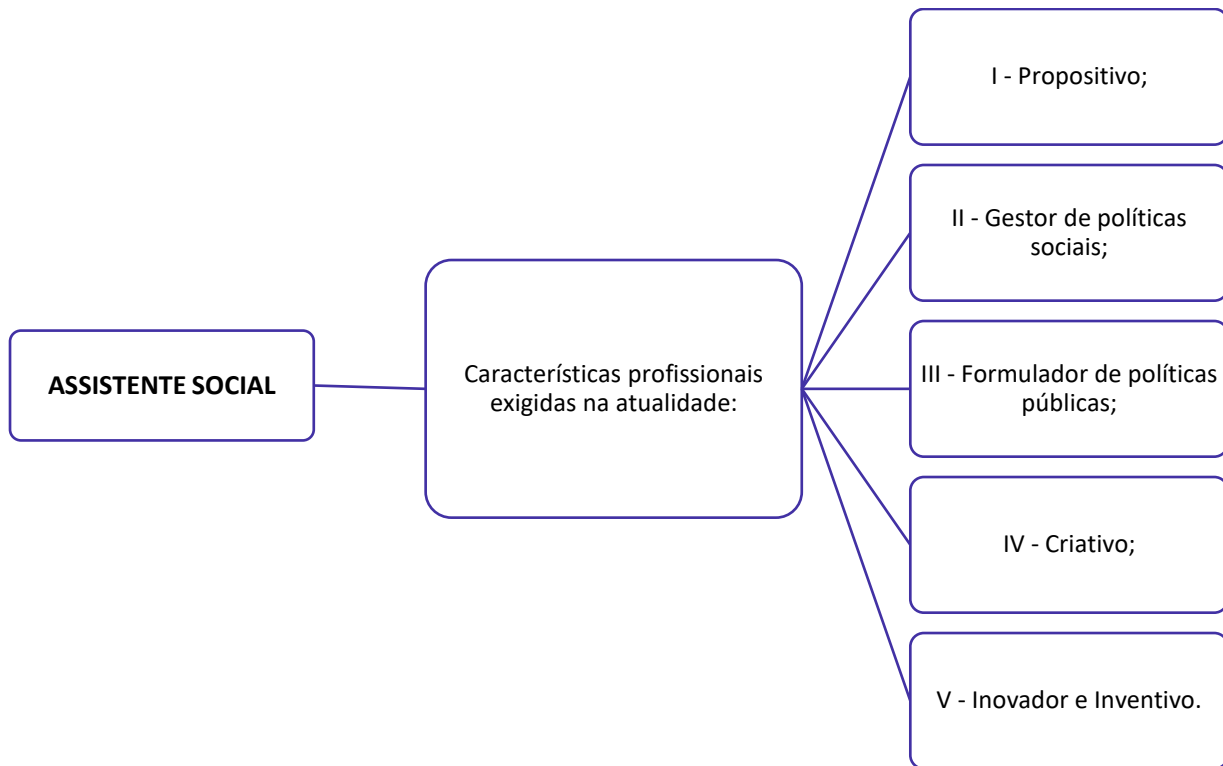 ASSISTENTE SOCIAL
Características profissionais
exigidas na atualidade:
I - Propositivo;
II - Gestor de políticas
sociais;
III - Formulador de políticas
públicas;
IV - Criativo;
V - Inovador e Inventivo.